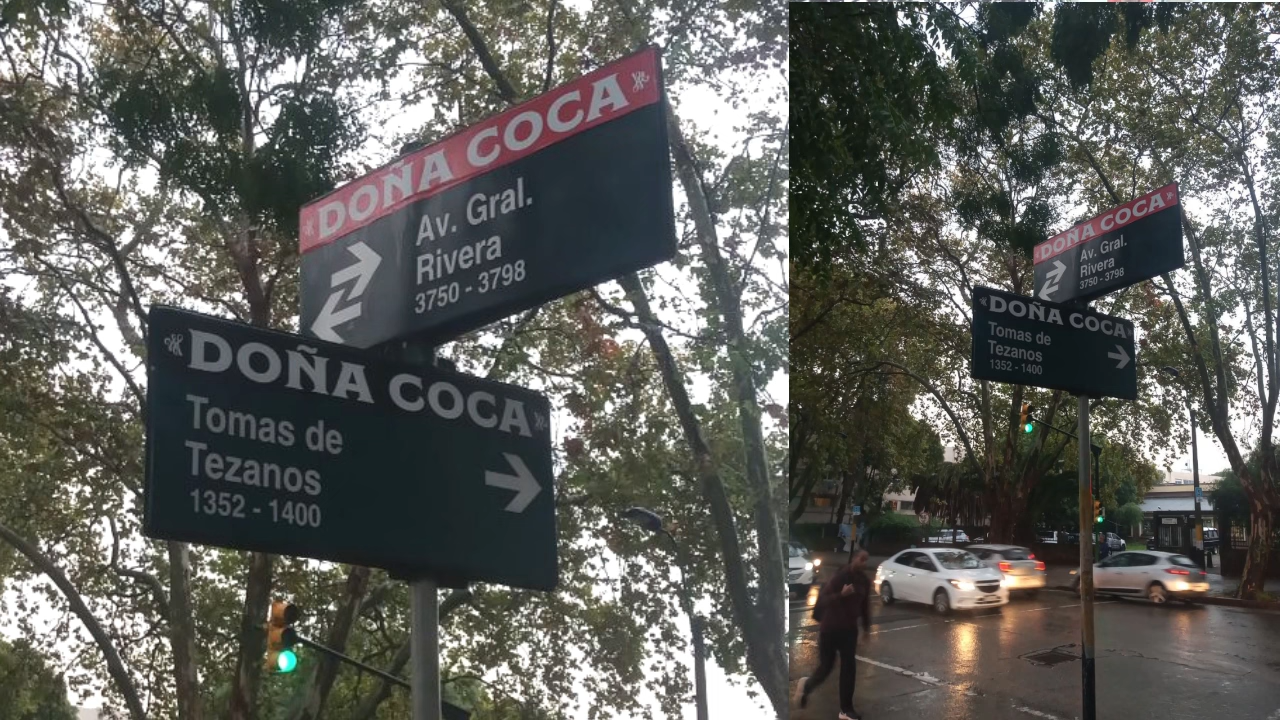 DOÑA COCA
Av. Gral.
Rivera
3750 - 3798
DOÑA COCA
Tomas de
Tezanos
1352 - 1400
DOÑA COCA
Av. Gral.
Rivera
3750 - 3798
DOÑA COCA
Tomas de
Tezanos
1352 - 1400